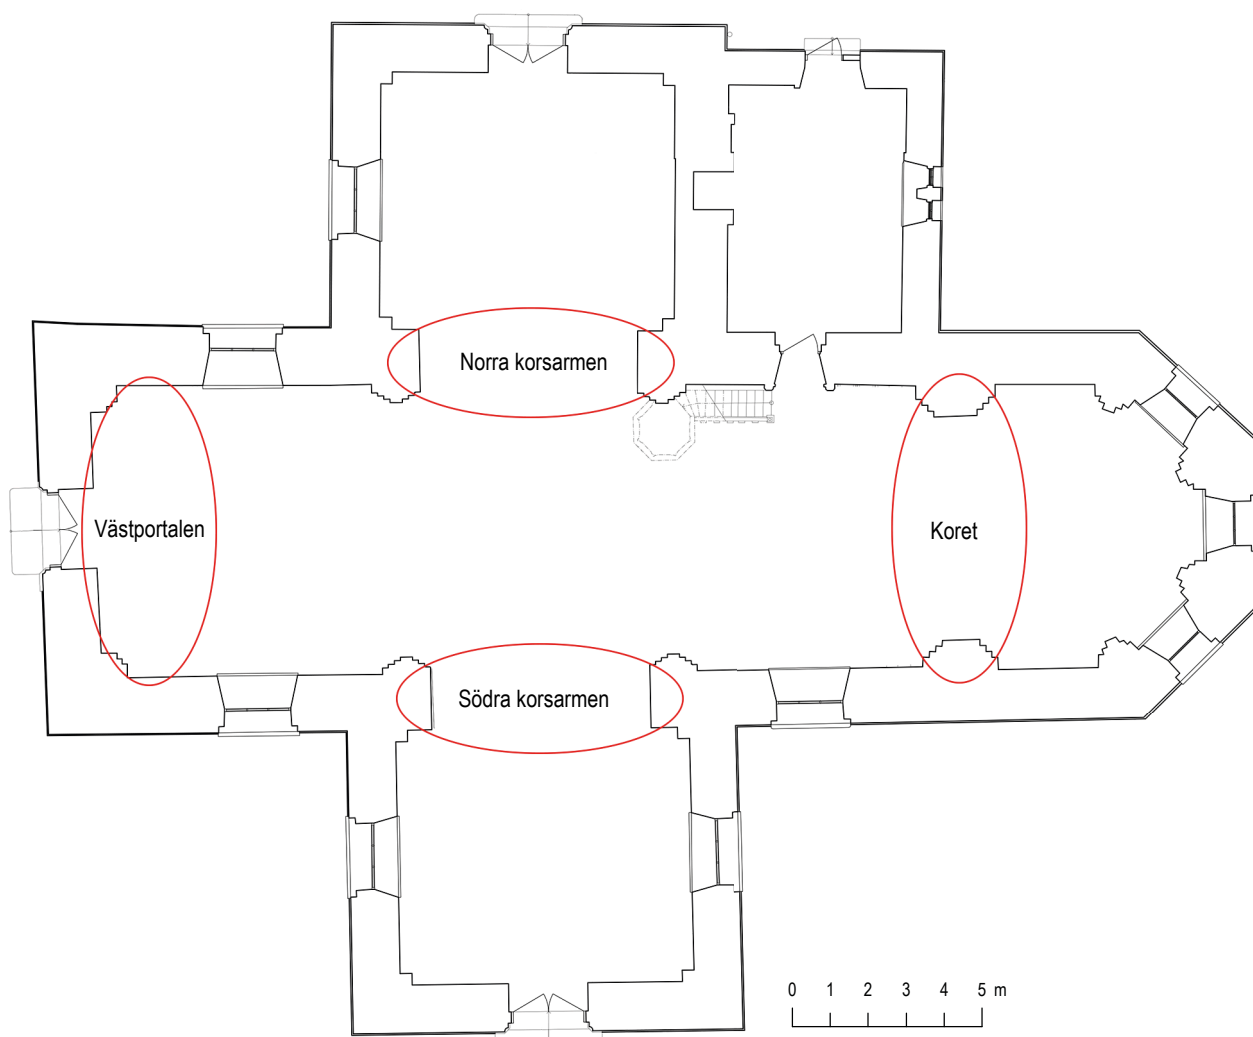 Norra korsarmen
Västportalen
Koret
Södra korsarmen
0 1 2 3 4 5 m